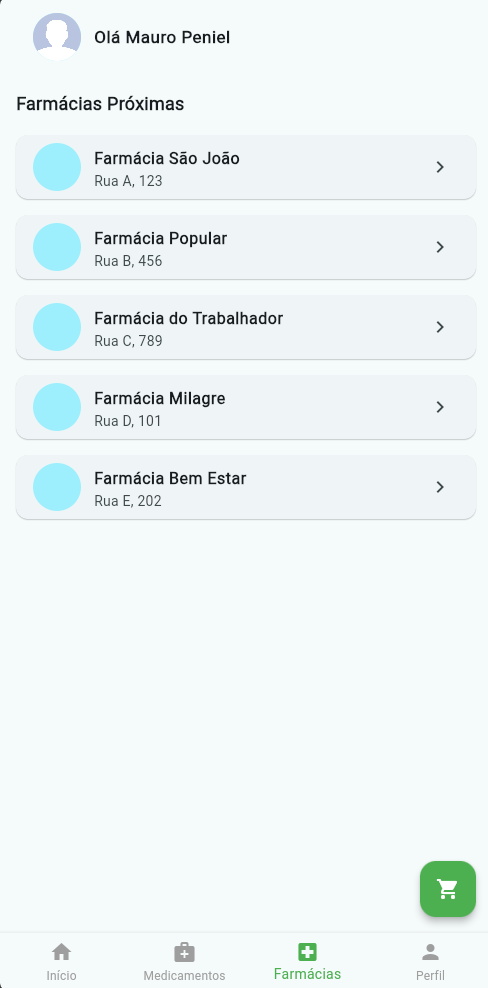 Olá Mauro Peniel
Farmácias Próximas
Farmácia São João
Rua A, 123
Farmácia Popular
Rua B, 456
Farmácia do Trabalhador
Rua C, 789
Farmácia Milagre
Rua D, 101
Farmácia Bem Estar
Rua E, 202
Início
Medicamentos
Farmácias
Perfil